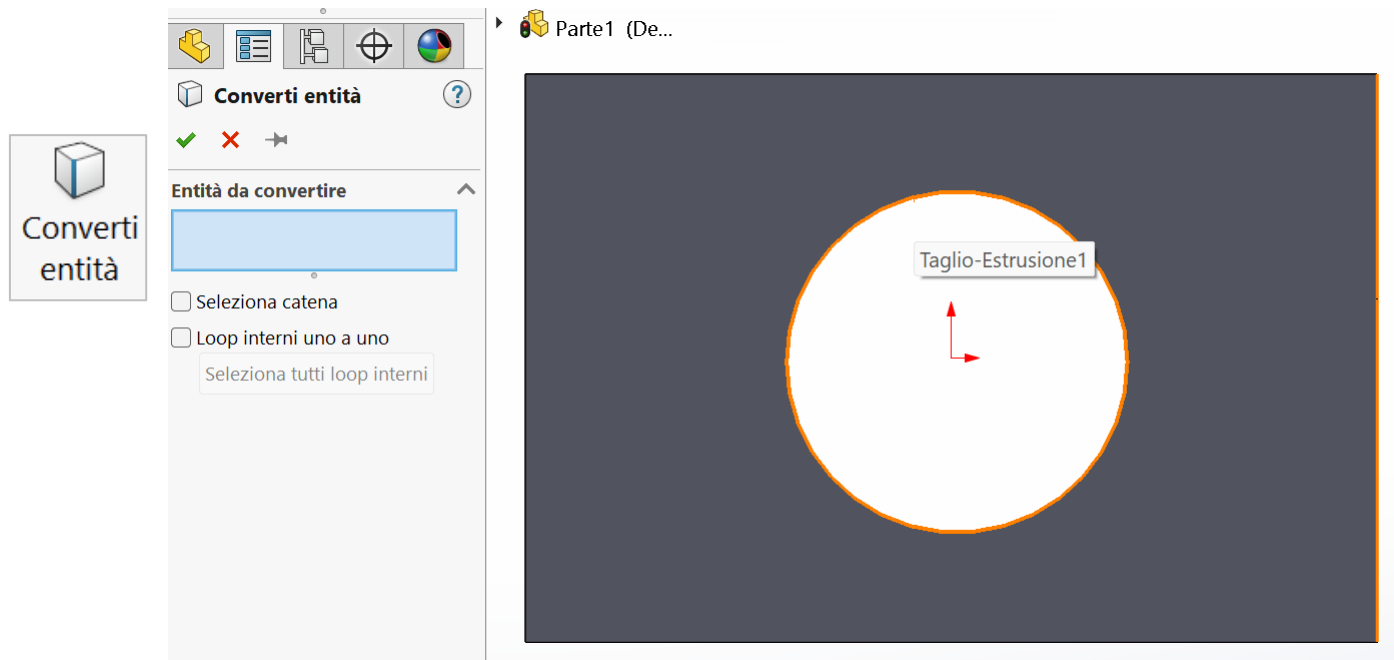 Converti
entità
Converti entità
?
Entità da convertire
Seleziona catena
Loop interni uno a uno
Seleziona tutti loop interni
Parte1 (De...
Taglio-Estrusione1